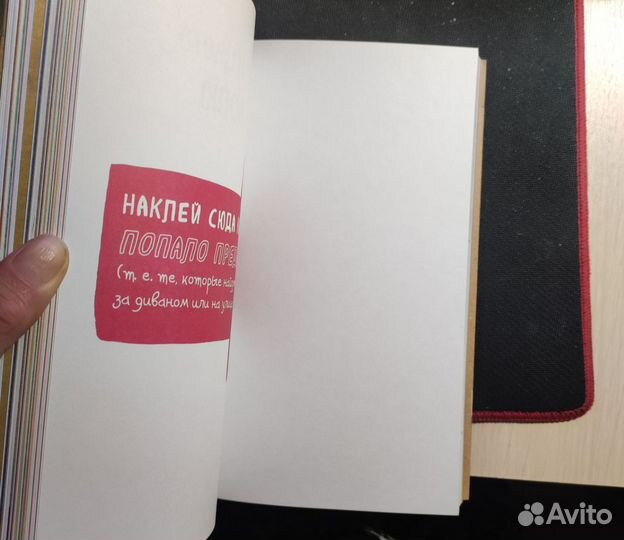 НАКЛЕЙ СЮДА
ПОПАЛО
(т. е. те, которые
за диваном или на
Avito